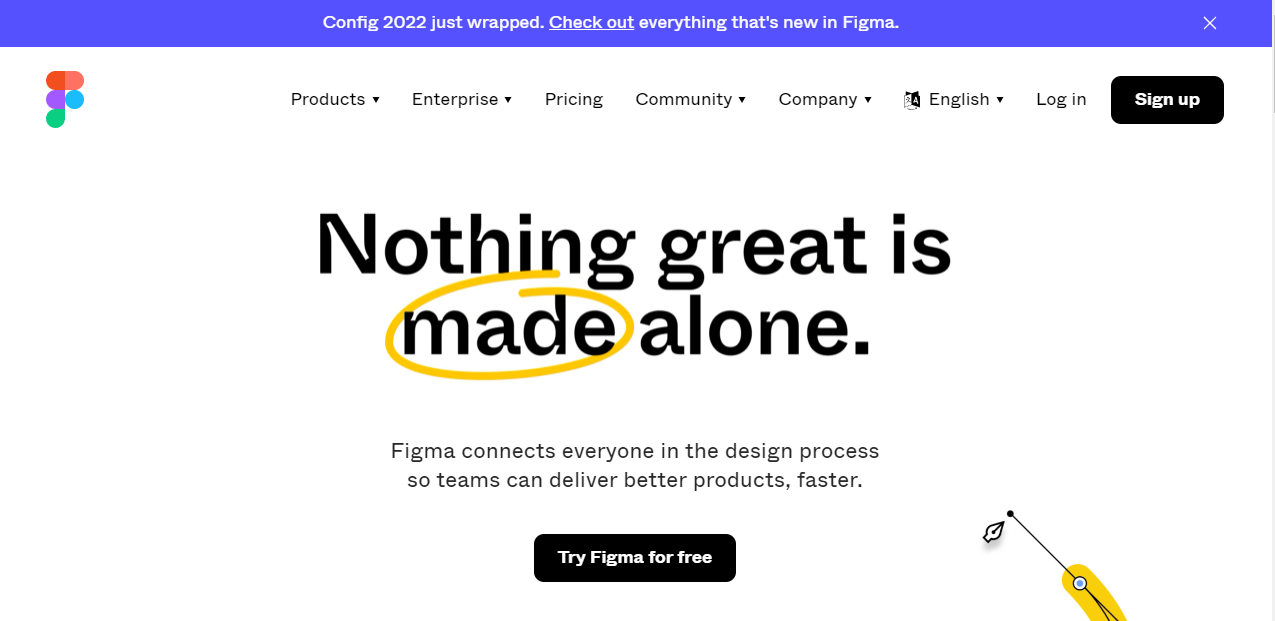 Config 2022 just wrapped. Check out everything that's new in Figma.
Products
Enterprise
Pricing
Community
Company
English
Log in
Sign up
Nothing great is
made alone.
Figma connects everyone in the design process
so teams can deliver better products, faster.
Try Figma for free